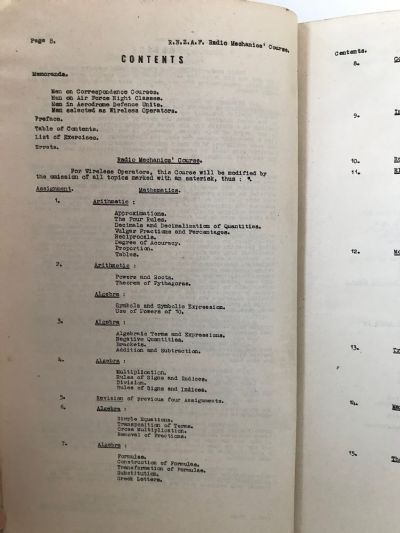 Page 8.
R.N.Z.A.F. Radio Mechanics' Course.
CONTENTS
Memoranda.
Men on Correspondence Courses.
Men on Air Force Night Classes.
Men in Aerodrome Defence Units.
Men selected as Wireless Operators.
Preface.
Table of Contents.
List of Exercises.
Errata.
Radio Mechanics' Course.
For Wireless Operators, this Course will be modified by
the omission of all topics marked with an asterisk, thus : *.
Assignment. Mathematics.
1. Arithmetic :
Approximations.
The Four Rules.
Decimals and Decimalization of Quantities.
Vulgar Fractions and Percentages.
Reciprocals.
Degree of Accuracy.
Proportion.
Tables.
2. Arithmetic :
Powers and Roots.
Theorem of Pythagoras.
Algebra :
Symbols and Symbolic Expression.
Use of Powers of 10.
3. Algebra :
Algebraic Terms and Expressions.
Negative Quantities.
Brackets.
Addition and Subtraction.
4. Algebra :
Multiplication.
Rules of Signs and Indices.
Division.
Rules of Signs and Indices.
5. Revision of previous four Assignments.
6. Algebra :
Simple Equations.
Transposition of Terms.
Cross Multiplication.
Removal of Fractions.
7. Algebra :
Formulae.
Construction of Formulae.
Transformation of Formulae.
Substitution.
Greek Letters.
Contents.
8.
9.
10.
11.
12.
13.
14.
15.